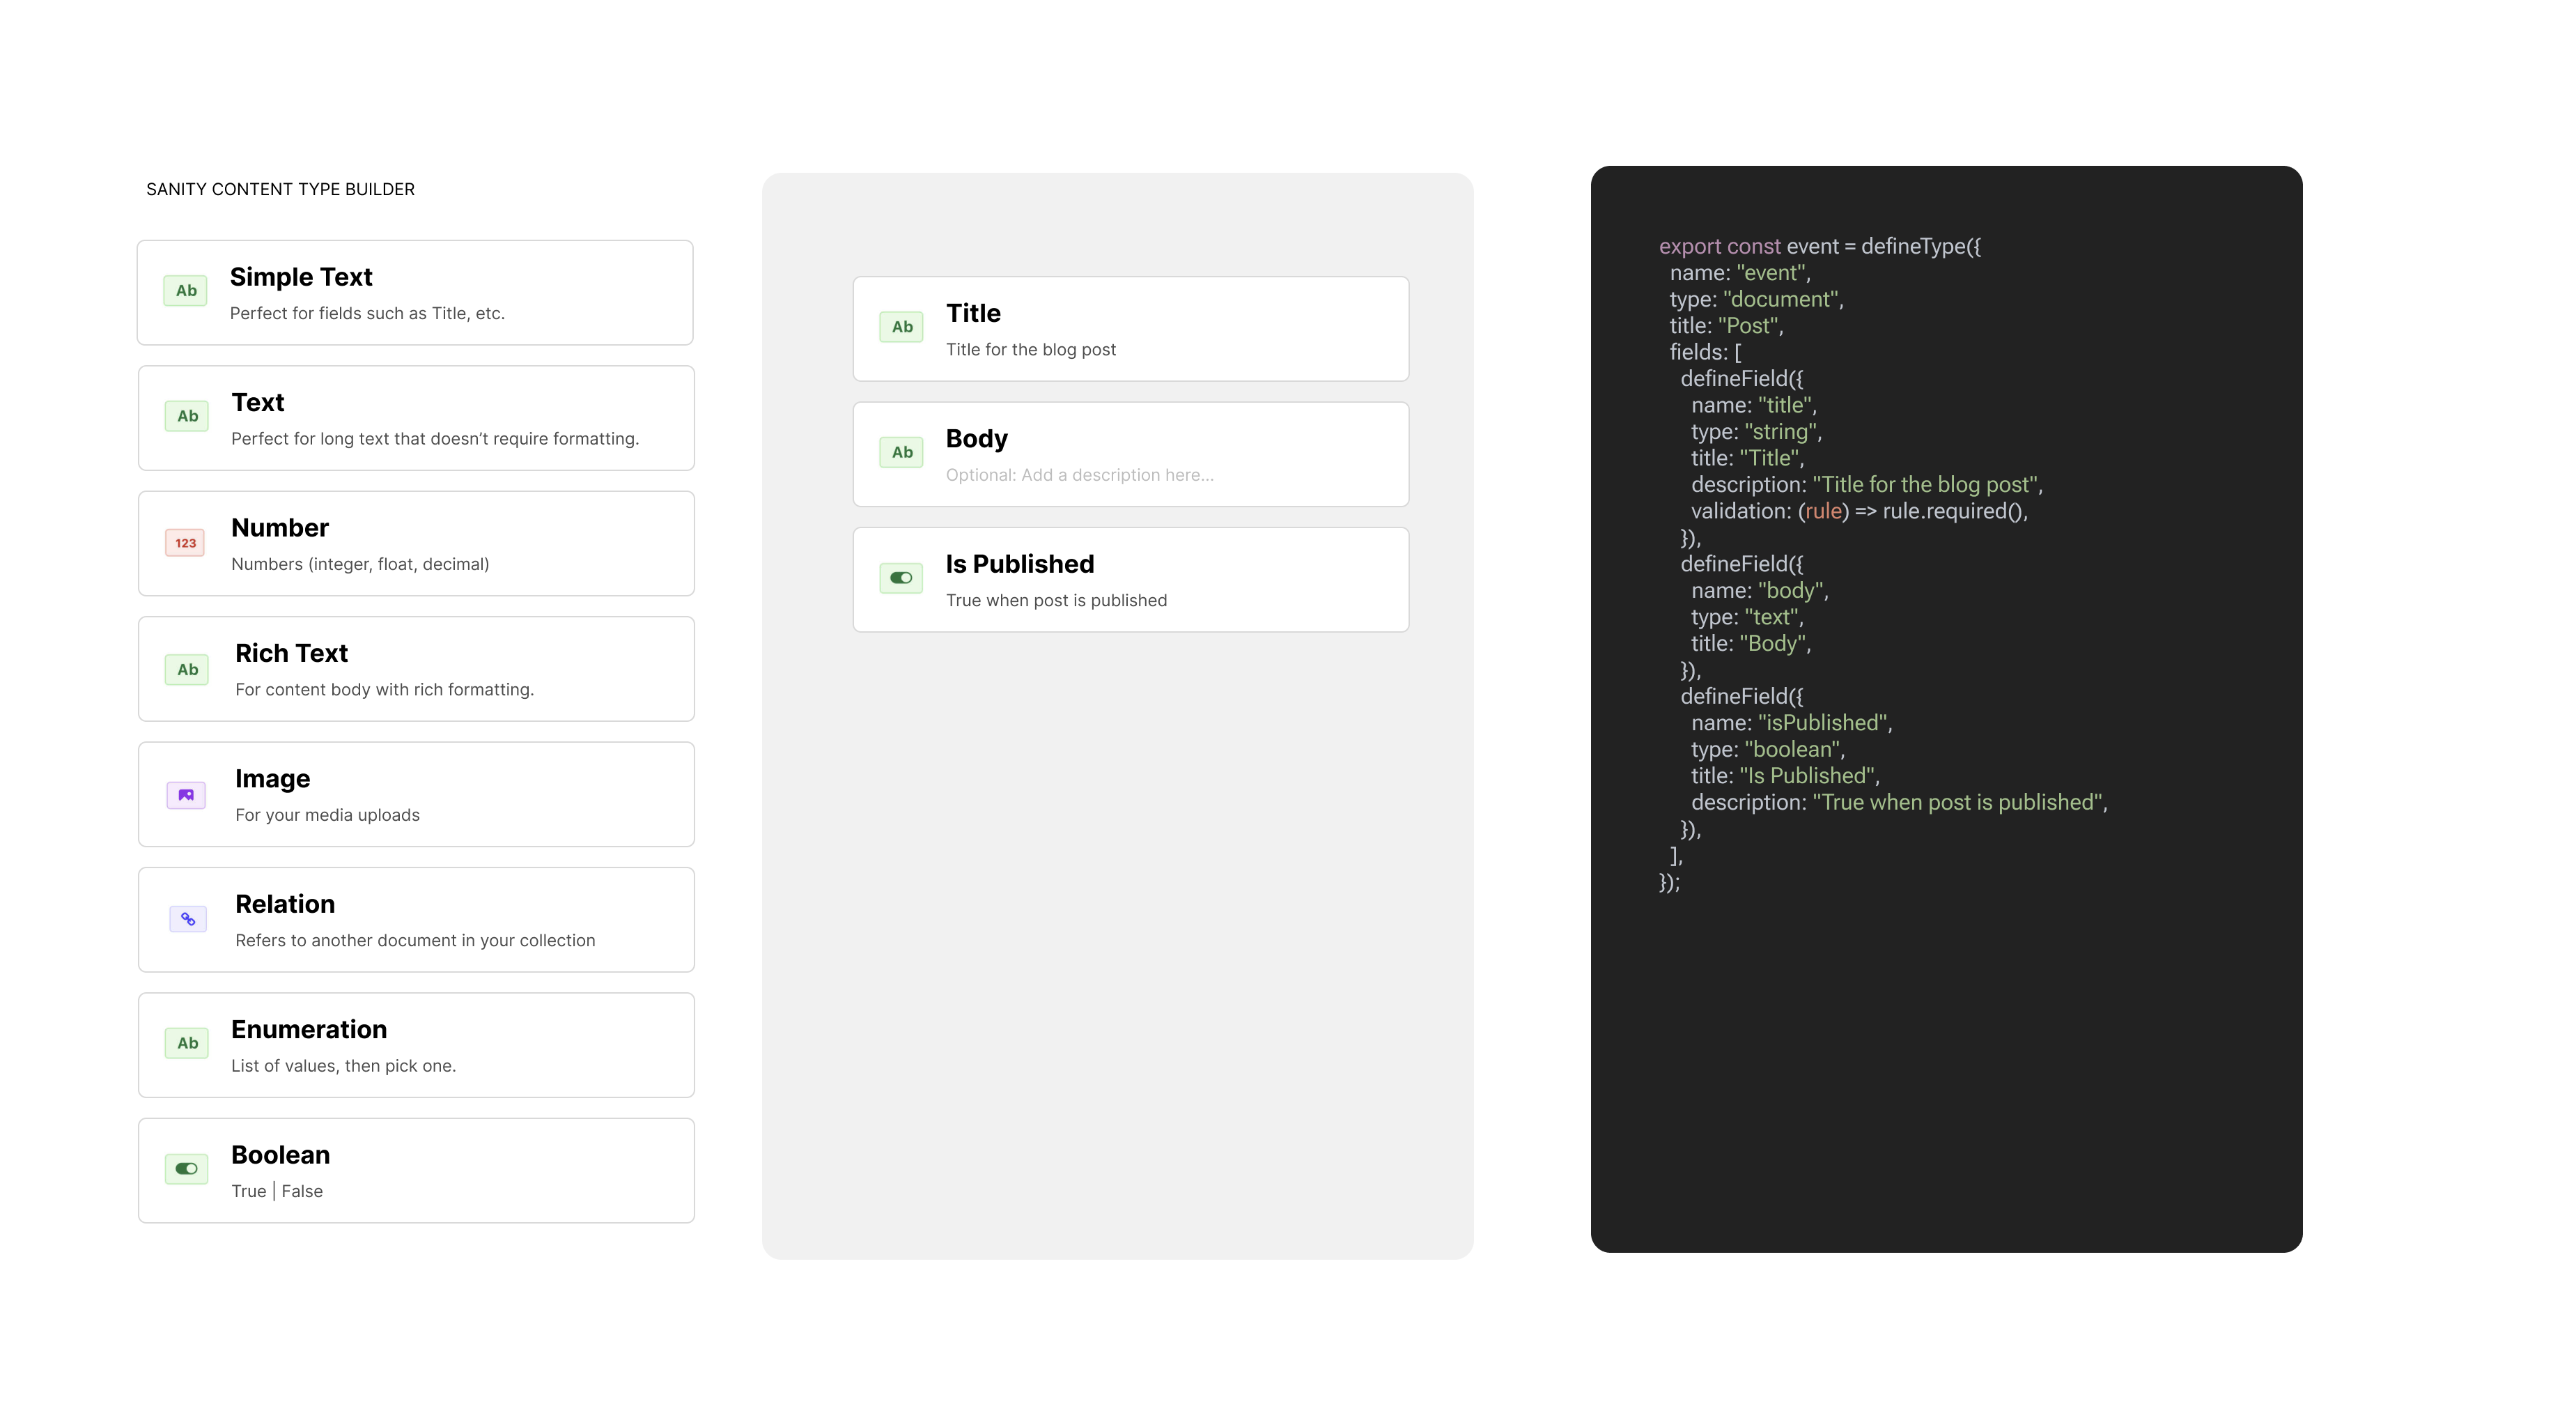 SANITY CONTENT TYPE BUILDER
Ab
Simple Text
Perfect for fields such as Title, etc.
Ab
Text
Perfect for long text that doesn’t require formatting.
123
Number
Numbers (integer, float, decimal)
Ab
Rich Text
For content body with rich formatting.
Image
For your media uploads
Relation
Refers to another document in your collection
Ab
Enumeration
List of values, then pick one.
Boolean
True | False
Ab
Title
Title for the blog post
Ab
Body
Optional: Add a description here...
Is Published
True when post is published
export const event = defineType({
  name: "event",
  type: "document",
  title: "Post",
  fields: [
    defineField({
      name: "title",
      type: "string",
      title: "Title",
      description: "Title for the blog post",
      validation: (rule) => rule.required(),
    }),
    defineField({
      name: "body",
      type: "text",
      title: "Body",
    }),
    defineField({
      name: "isPublished",
      type: "boolean",
      title: "Is Published",
      description: "True when post is published",
    }),
  ],
});